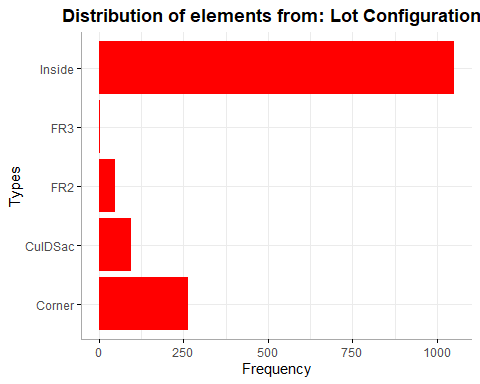 Distribution of elements from: Lot Configuration
Inside
FR3
FR2
CulDSac
Corner
Types
0 250 500 750 1000
Frequency